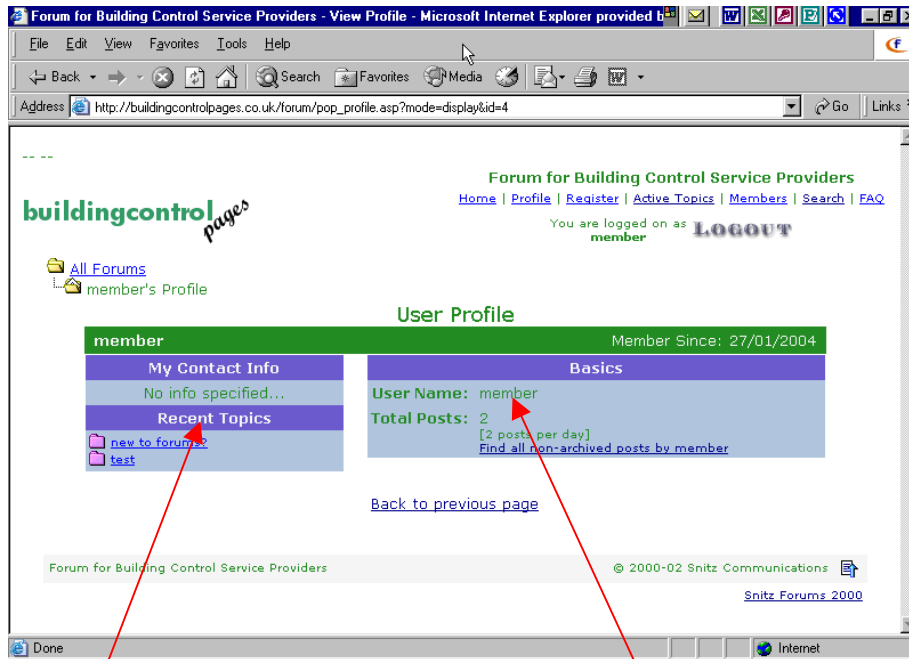 Forum for Building Control Service Providers - View Profile - Microsoft Internet Explorer provided b
File Edit View Favorites Tools Help
Back Search Favorites Media
Address http://buildingcontrolpages.co.uk/forum/pop_profile.asp?mode=display&id=4 Go Links
-- --
Forum for Building Control Service Providers
buildingcontrol pages
Home | Profile | Register | Active Topics | Members | Search | FAQ
You are logged on as
member
LOGOUT
All Forums
member's Profile
User Profile
member Member Since: 27/01/2004
My Contact Info
No info specified...
Recent Topics
new to forums?
test
Basics
User Name: member
Total Posts: 2
[2 posts per day]
Find all non-archived posts by member
Back to previous page
Forum for Building Control Service Providers © 2000-02 Snitz Communications
Snitz Forums 2000
Done Internet